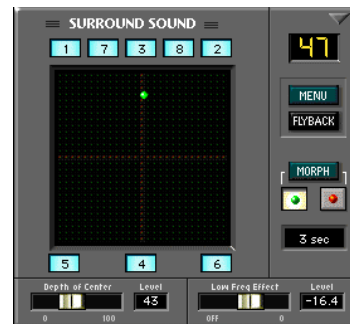 SURROUND SOUND
1 7 3 8 2
47
MENU
FLYBACK
MORPH
3 sec
5 4 6
Depth of Center Level
43
0 100
Low Freq Effect Level
-16.4
OFF 0